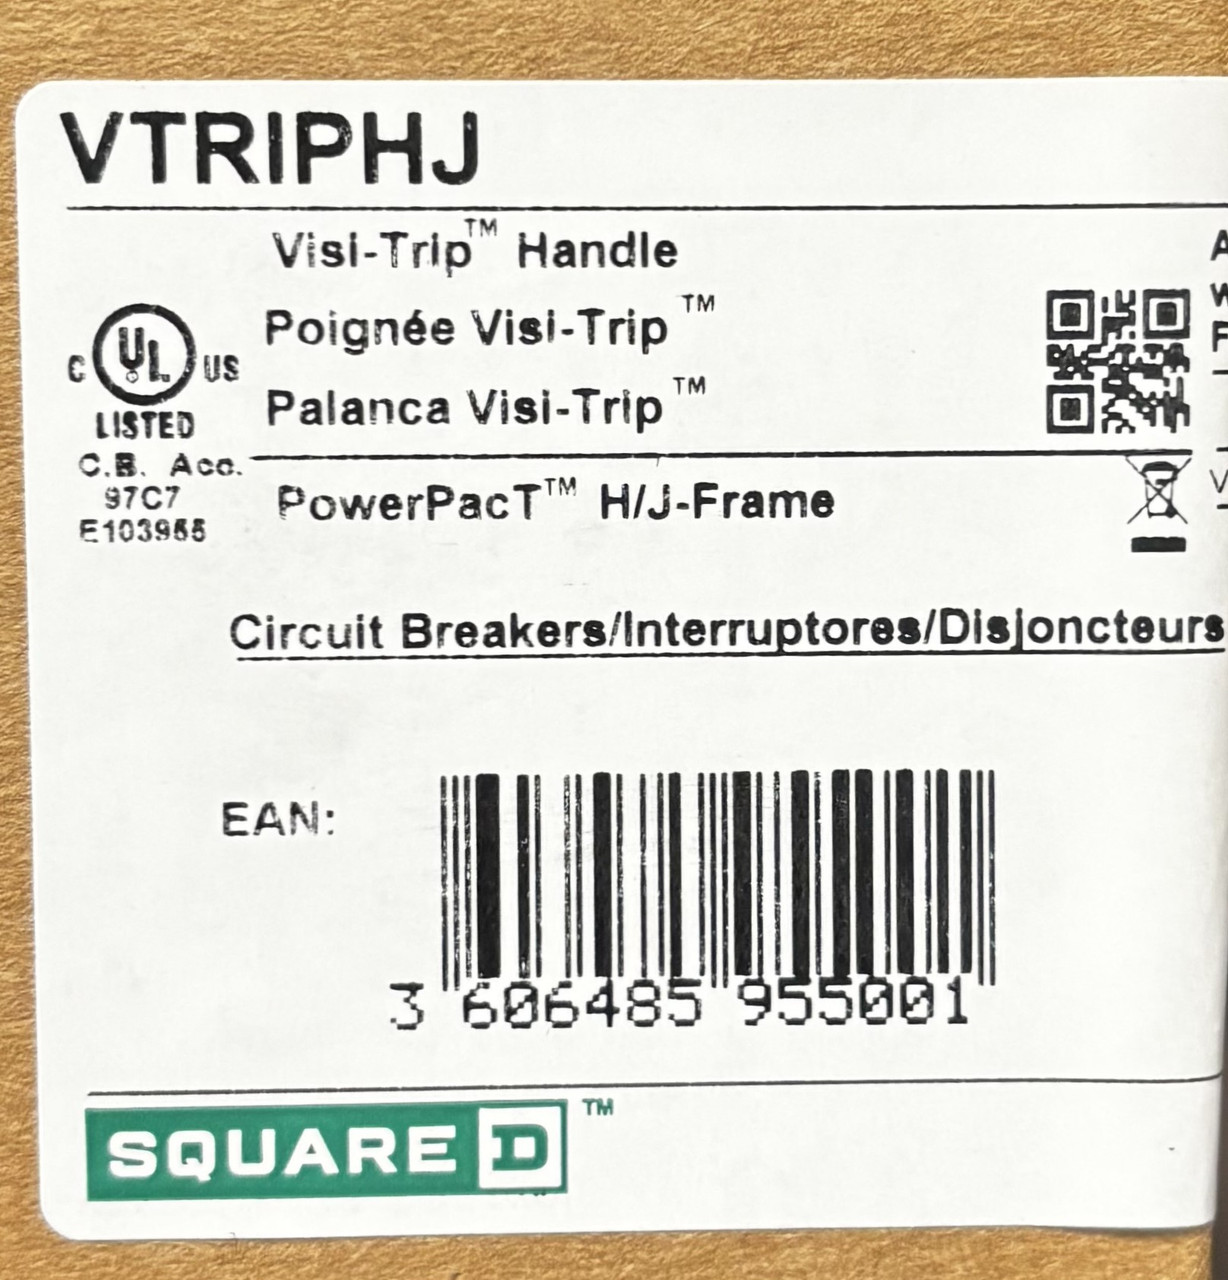 VTRIPHJ
Visi-Trip™ Handle
Poignée Visi-Trip™
Palanca Visi-Trip™
C UL US
LISTED
C.B. Acc.
97C7
E103955
PowerPacT™ H/J-Frame
Circuit Breakers/Interruptores/Disjoncteurs
EAN:
3 606485 955001
SQUARE D™